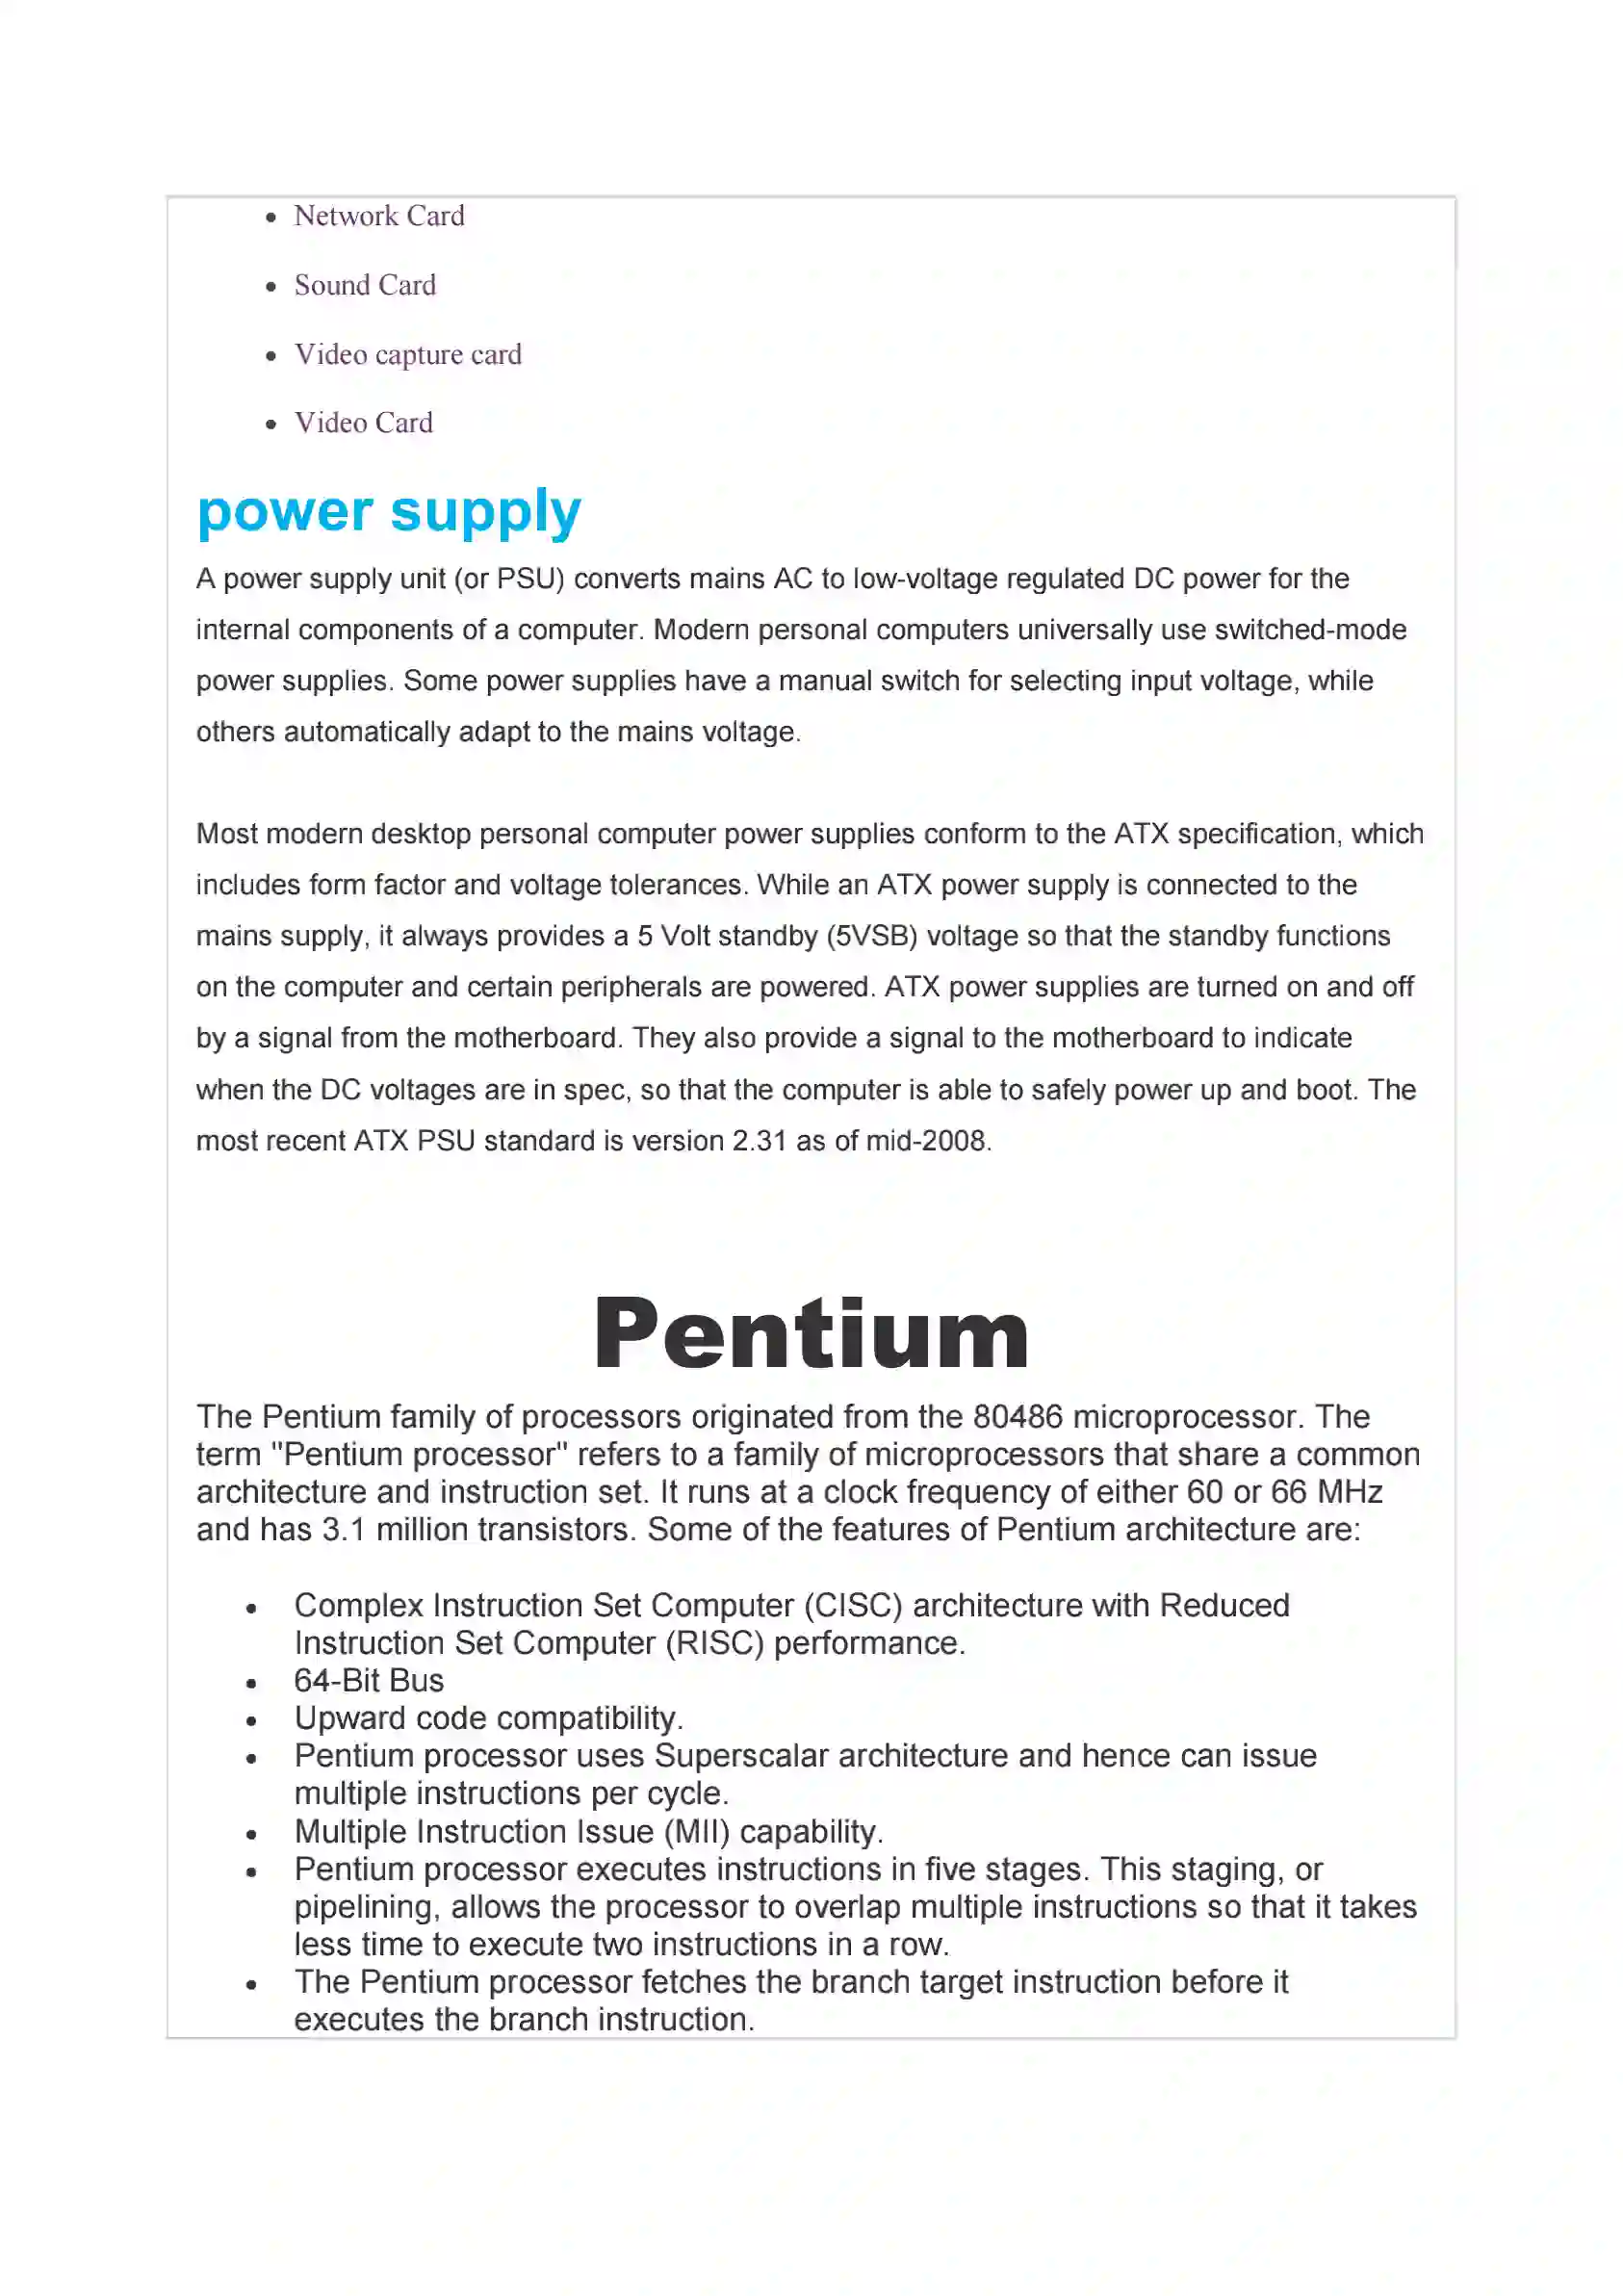 • Network Card
• Sound Card
• Video capture card
• Video Card
power supply
A power supply unit (or PSU) converts mains AC to low-voltage regulated DC power for the
internal components of a computer. Modern personal computers universally use switched-mode
power supplies. Some power supplies have a manual switch for selecting input voltage, while
others automatically adapt to the mains voltage.
Most modern desktop personal computer power supplies conform to the ATX specification, which
includes form factor and voltage tolerances. While an ATX power supply is connected to the
mains supply, it always provides a 5 Volt standby (5VSB) voltage so that the standby functions
on the computer and certain peripherals are powered. ATX power supplies are turned on and off
by a signal from the motherboard. They also provide a signal to the motherboard to indicate
when the DC voltages are in spec, so that the computer is able to safely power up and boot. The
most recent ATX PSU standard is version 2.31 as of mid-2008.
Pentium
The Pentium family of processors originated from the 80486 microprocessor. The
term "Pentium processor" refers to a family of microprocessors that share a common
architecture and instruction set. It runs at a clock frequency of either 60 or 66 MHz
and has 3.1 million transistors. Some of the features of Pentium architecture are:
• Complex Instruction Set Computer (CISC) architecture with Reduced
Instruction Set Computer (RISC) performance.
• 64-Bit Bus
• Upward code compatibility.
• Pentium processor uses Superscalar architecture and hence can issue
multiple instructions per cycle.
• Multiple Instruction Issue (MII) capability.
• Pentium processor executes instructions in five stages. This staging, or
pipelining, allows the processor to overlap multiple instructions so that it takes
less time to execute two instructions in a row.
• The Pentium processor fetches the branch target instruction before it
executes the branch instruction.